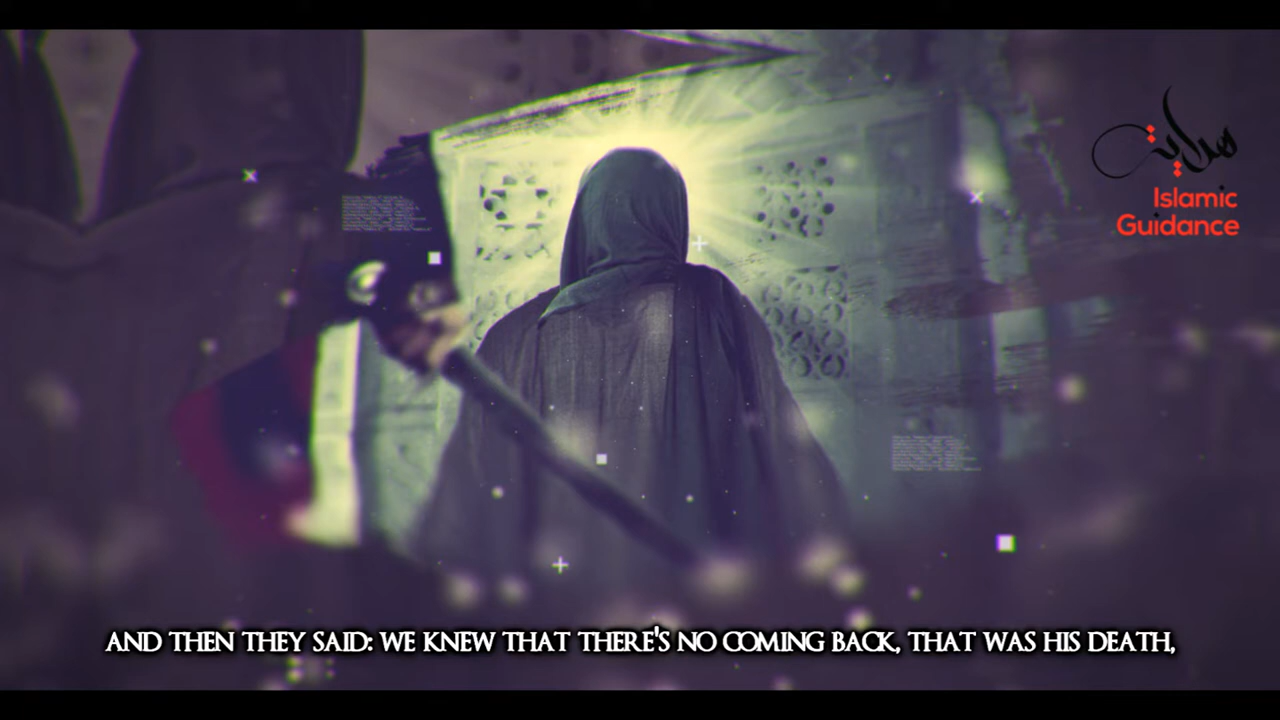 هداية
Islamic
Guidance
AND THEN THEY SAID: WE KNEW THAT THERE'S NO COMING BACK, THAT WAS HIS DEATH,